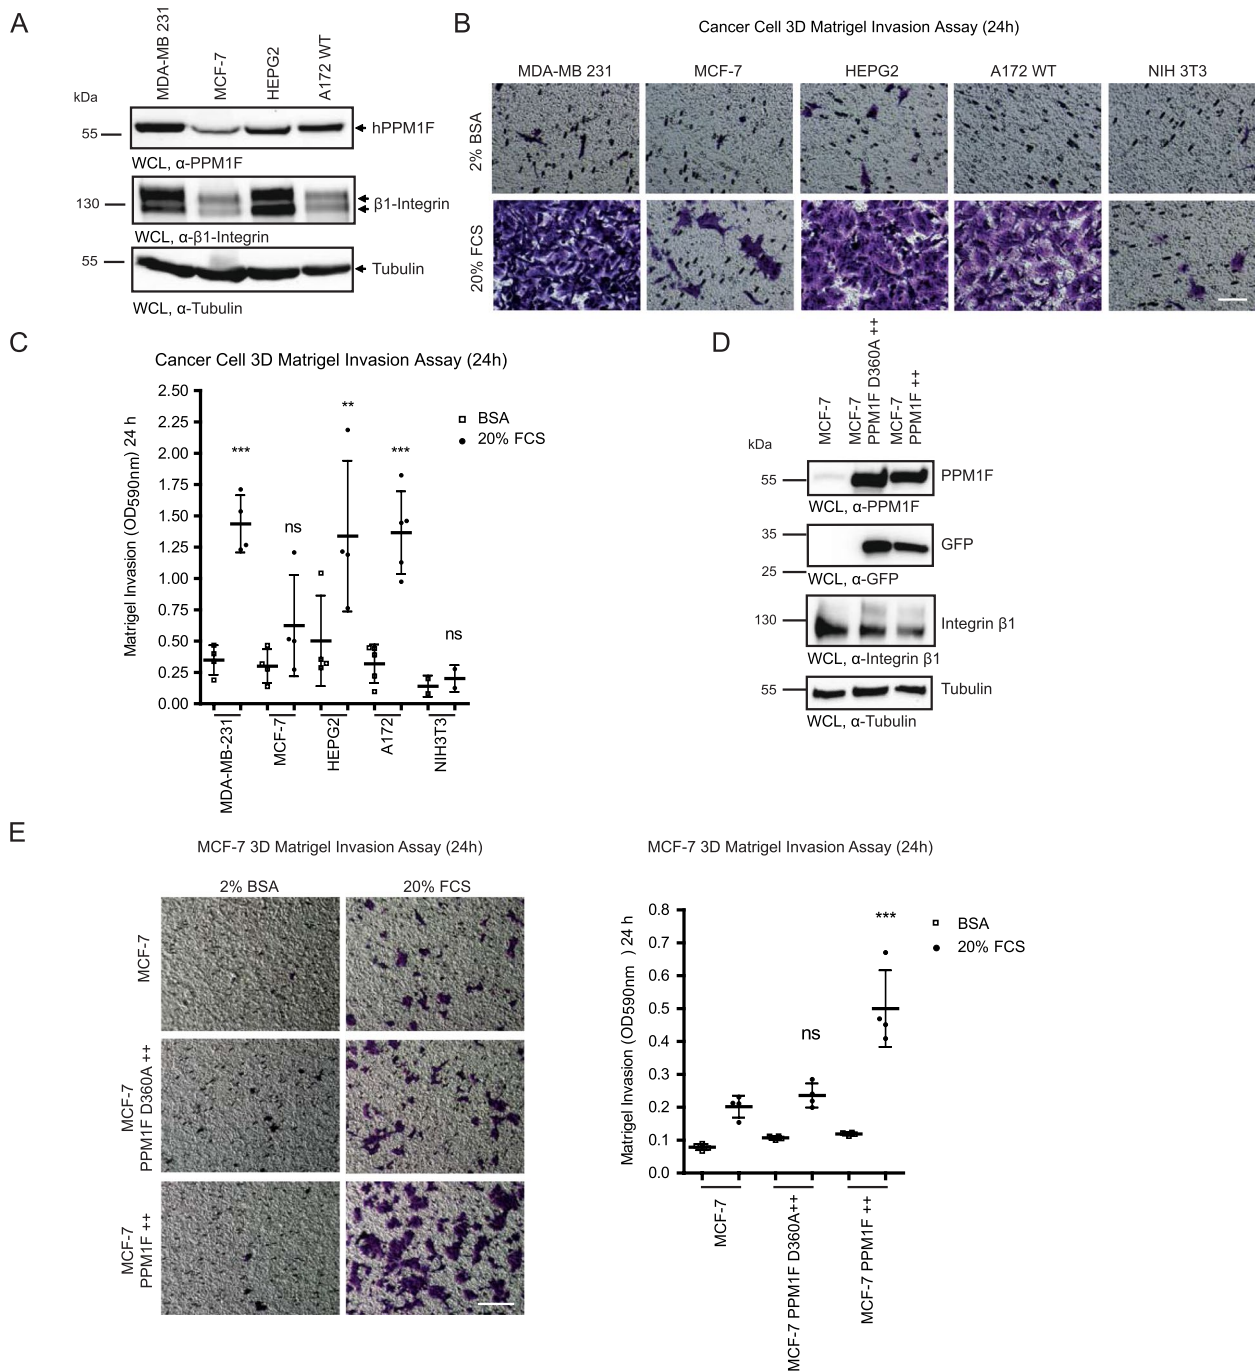 A
MDA-MB 231
MCF-7
HEPG2
A172 WT
kDa
55
hPPM1F
WCL, α-PPM1F
130
β1-Integrin
WCL, α-β1-Integrin
55
Tubulin
WCL, α-Tubulin
B
Cancer Cell 3D Matrigel Invasion Assay (24h)
MDA-MB 231
MCF-7
HEPG2
A172 WT
NIH 3T3
2% BSA
20% FCS
C
Cancer Cell 3D Matrigel Invasion Assay (24h)
Matrigel Invasion (OD590nm) 24 h
2.50
2.25
2.00
1.75
1.50
1.25
1.00
0.75
0.50
0.25
0.00
***
ns
**
***
ns
BSA
20% FCS
MDA-MB-231
MCF-7
HEPG2
A172
NIH3T3
D
MCF-7
MCF-7
PPM1F D360A ++
MCF-7
PPM1F ++
kDa
55
PPM1F
WCL, α-PPM1F
35
GFP
25
WCL, α-GFP
130
Integrin β1
WCL, α-Integrin β1
55
Tubulin
WCL, α-Tubulin
E
MCF-7 3D Matrigel Invasion Assay (24h)
2% BSA
20% FCS
MCF-7
MCF-7
PPM1F D360A ++
MCF-7
PPM1F ++
MCF-7 3D Matrigel Invasion Assay (24h)
Matrigel Invasion (OD590nm ) 24 h
0.8
0.7
0.6
0.5
0.4
0.3
0.2
0.1
0.0
ns
***
BSA
20% FCS
MCF-7
MCF-7 PPM1F D360A++
MCF-7 PPM1F ++